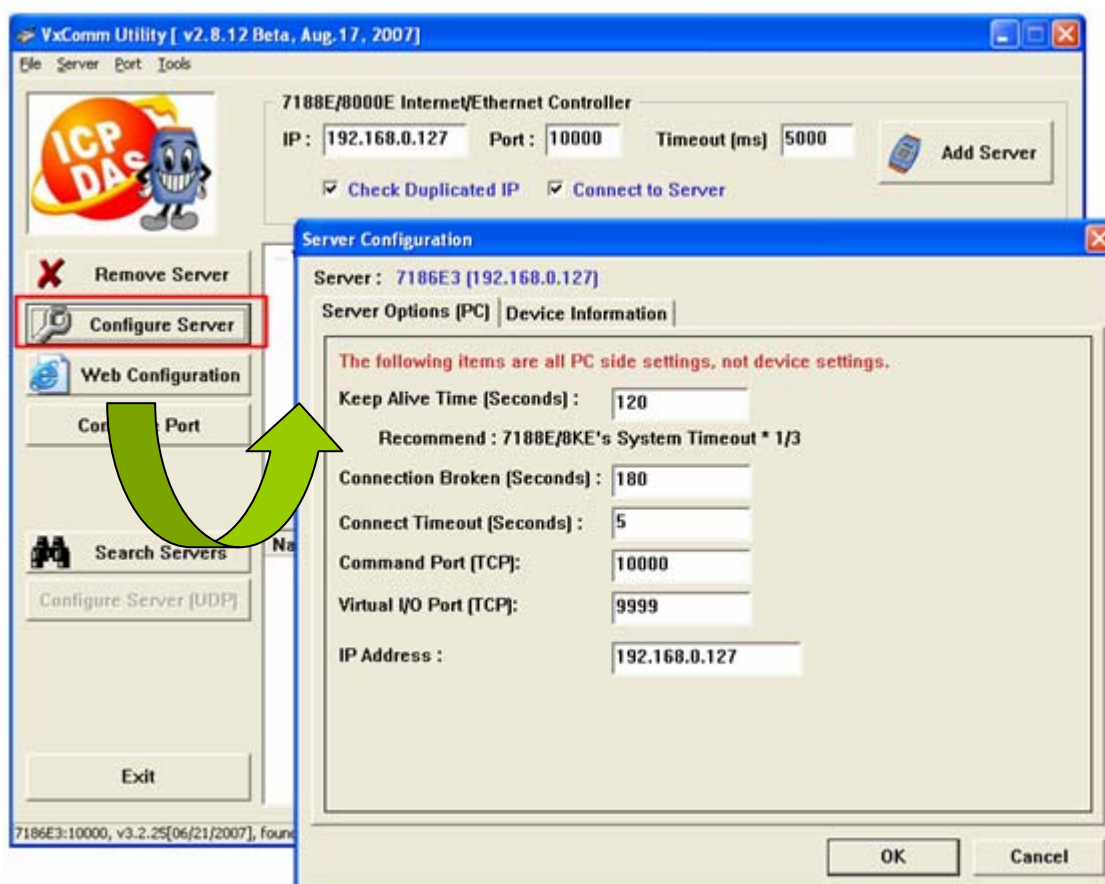 VxComm Utility [ v2.8.12 Beta, Aug.17, 2007]
File Server Port Tools
ICP DAS
7188E/8000E Internet/Ethernet Controller
IP : 192.168.0.127 Port : 10000 Timeout (ms) 5000
Add Server
Check Duplicated IP Connect to Server
Remove Server
Configure Server
Web Configuration
Port
Search Servers
Configure Server (UDP)
Exit
7186E3:10000, v3.2.25[06/21/2007],
Server Configuration
Server : 7186E3 (192.168.0.127)
Server Options (PC) Device Information
The following items are all PC side settings, not device settings.
Keep Alive Time (Seconds) : 120
Recommend : 7188E/8KE's System Timeout * 1/3
Connection Broken (Seconds) : 180
Connect Timeout (Seconds) : 5
Command Port (TCP): 10000
Virtual I/O Port (TCP): 9999
IP Address : 192.168.0.127
OK Cancel